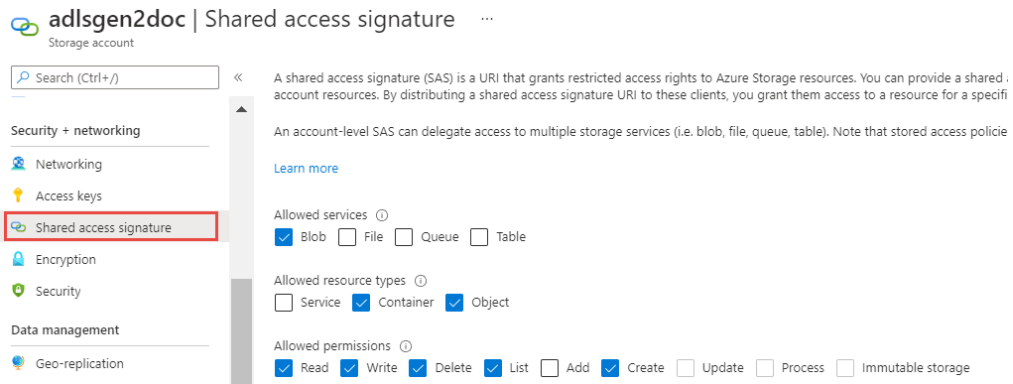 adlsgen2doc | Shared access signature ...
Storage account
Search (Ctrl+/)
«
Security + networking
Networking
Access keys
Shared access signature
Encryption
Security
Data management
Geo-replication
A shared access signature (SAS) is a URI that grants restricted access rights to Azure Storage resources. You can provide a shared
account resources. By distributing a shared access signature URI to these clients, you grant them access to a resource for a specifi
An account-level SAS can delegate access to multiple storage services (i.e. blob, file, queue, table). Note that stored access policie
Learn more
Allowed services
Blob File Queue Table
Allowed resource types
Service Container Object
Allowed permissions
Read Write Delete List Add Create Update Process Immutable storage